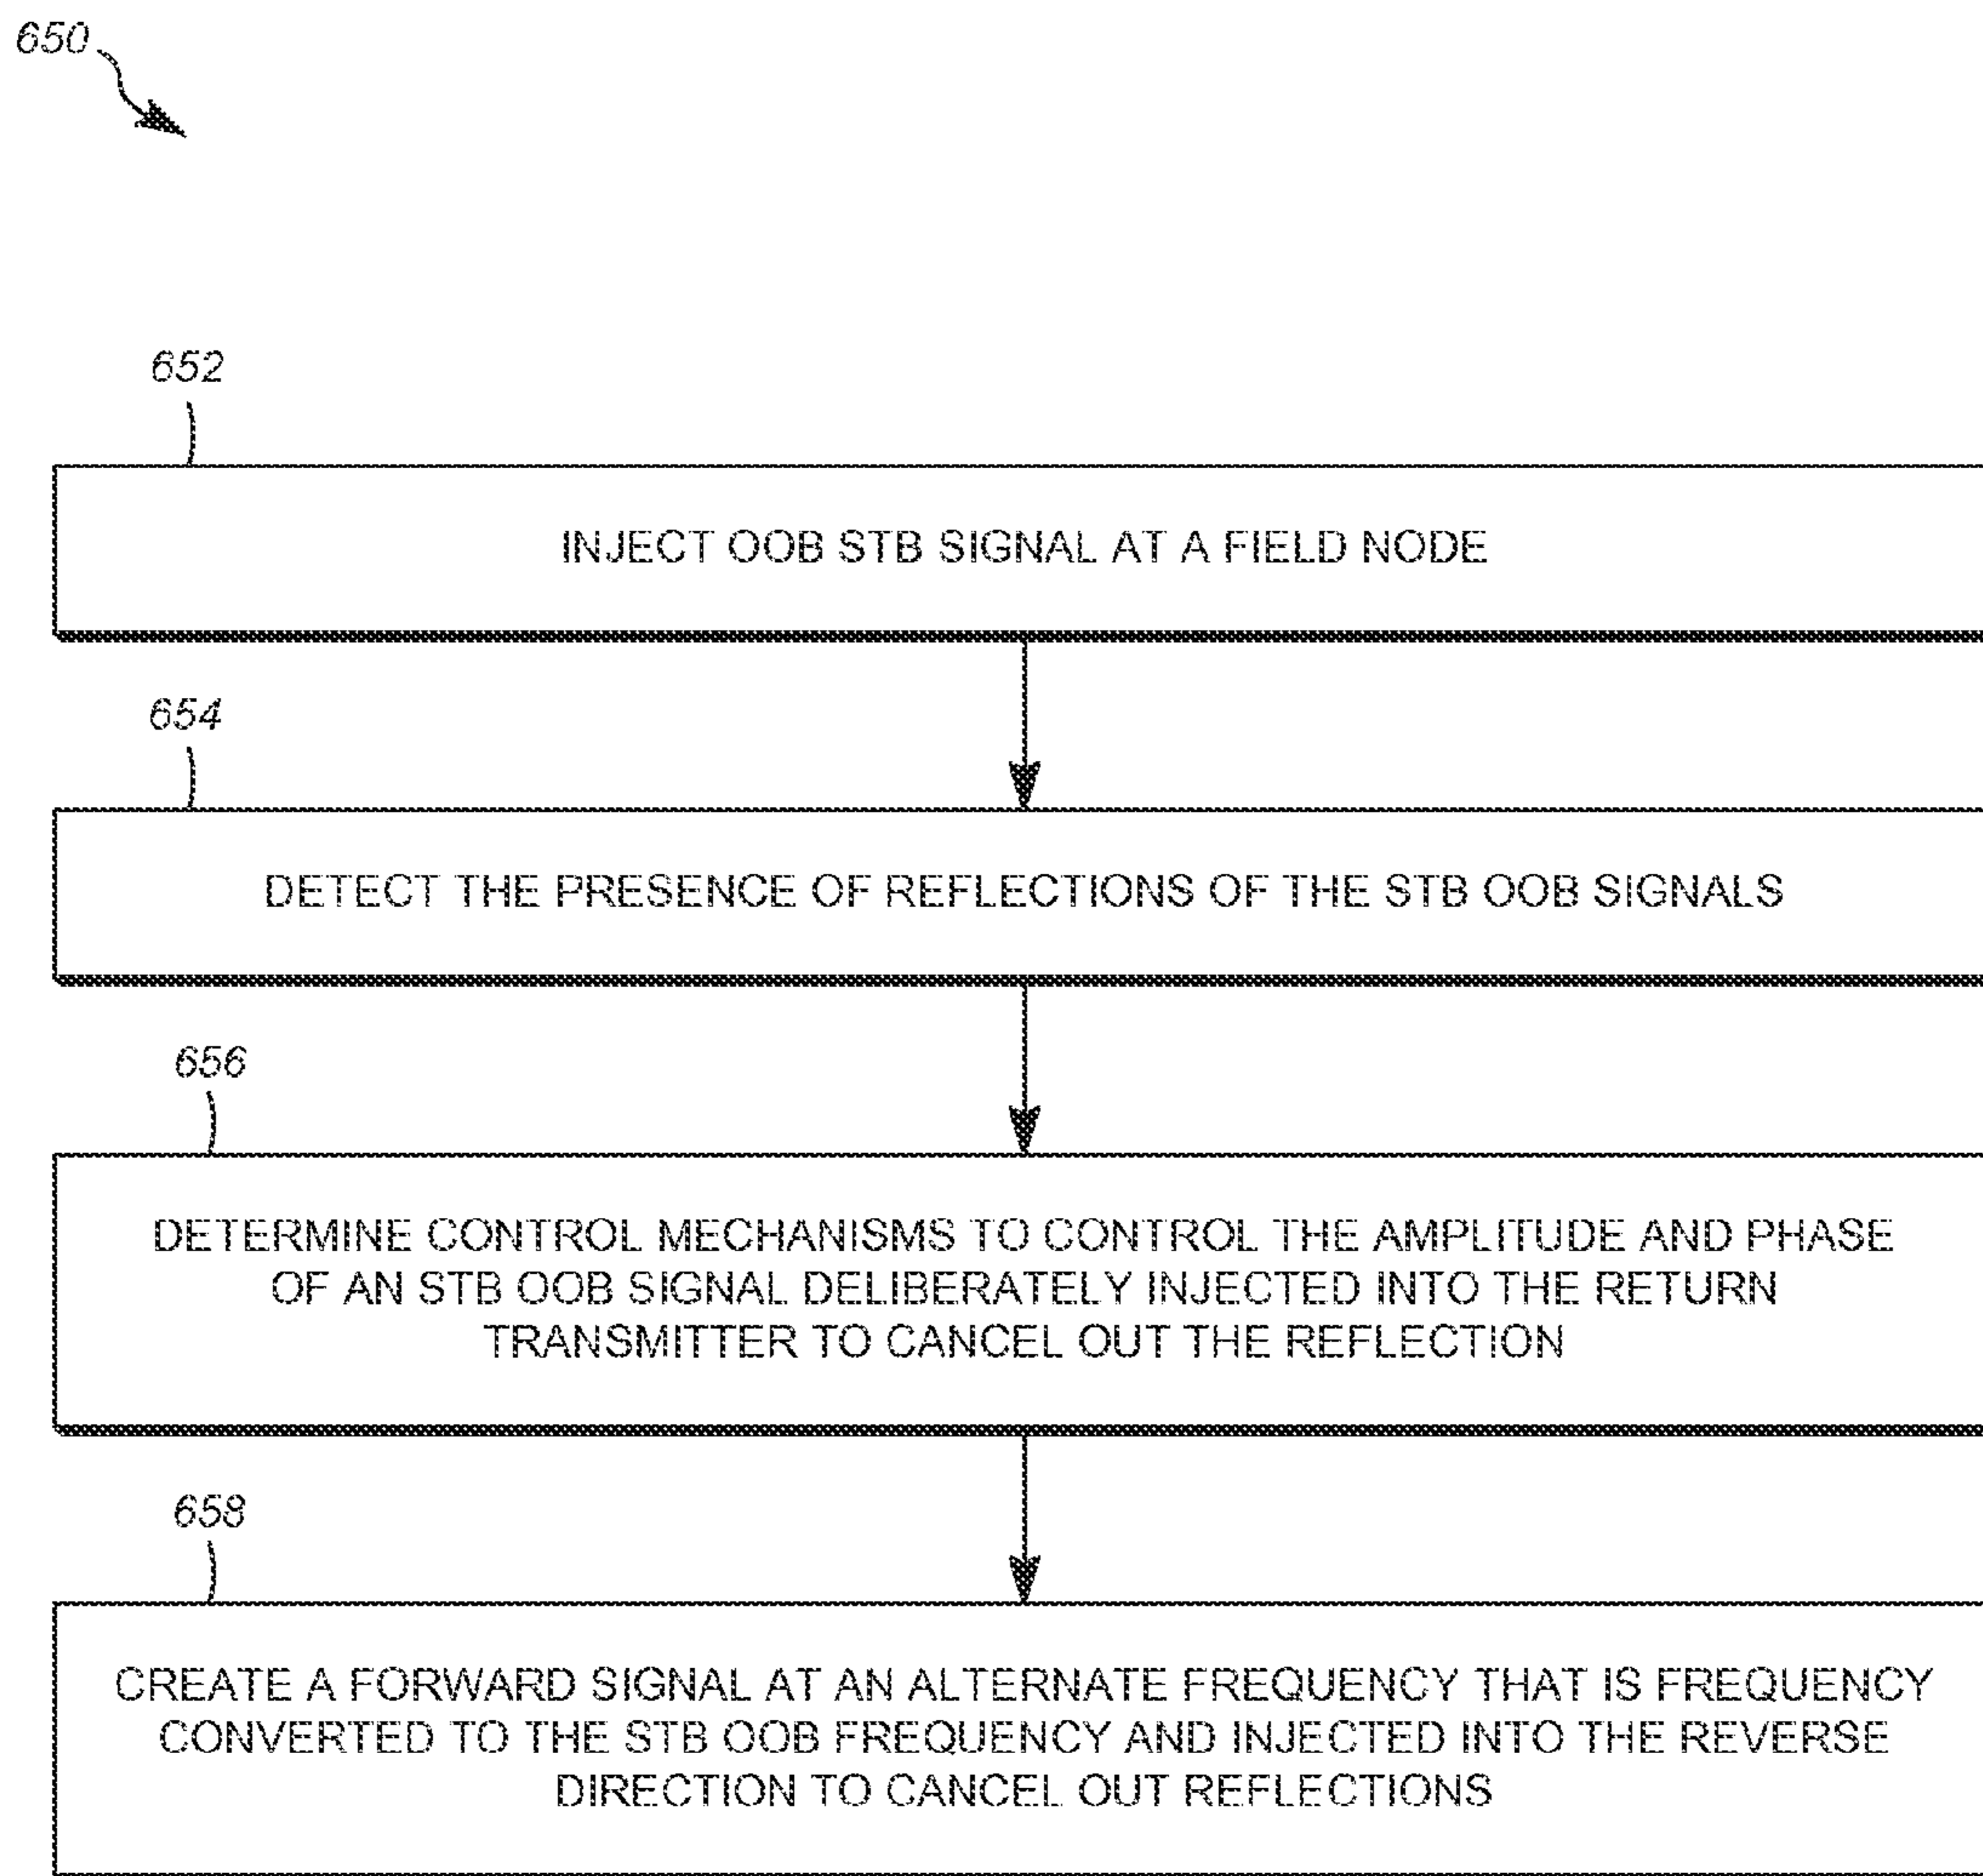 650
652
INJECT OOB STB SIGNAL AT A FIELD NODE
654
DETECT THE PRESENCE OF REFLECTIONS OF THE STB OOB SIGNALS
656
DETERMINE CONTROL MECHANISMS TO CONTROL THE AMPLITUDE AND PHASE
OF AN STB OOB SIGNAL DELIBERATELY INJECTED INTO THE RETURN
TRANSMITTER TO CANCEL OUT THE REFLECTION
658
CREATE A FORWARD SIGNAL AT AN ALTERNATE FREQUENCY THAT IS FREQUENCY
CONVERTED TO THE STB OOB FREQUENCY AND INJECTED INTO THE REVERSE
DIRECTION TO CANCEL OUT REFLECTIONS